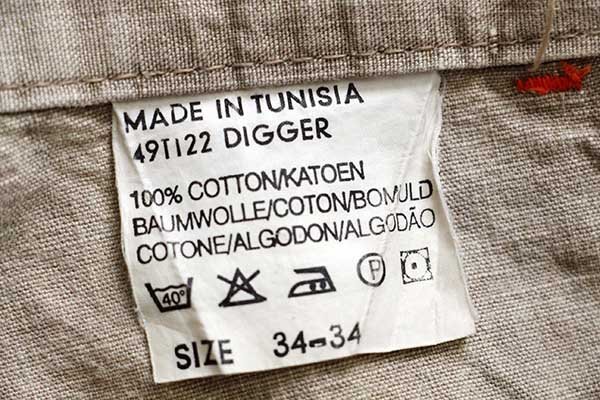 MADE IN TUNISIA
49T122 DIGGER
100% COTTON/KATOEN
BAUMWOLLE/COTON/BOMULD
COTONE/ALGODON/ALGODÃO
40° P
SIZE 34-34